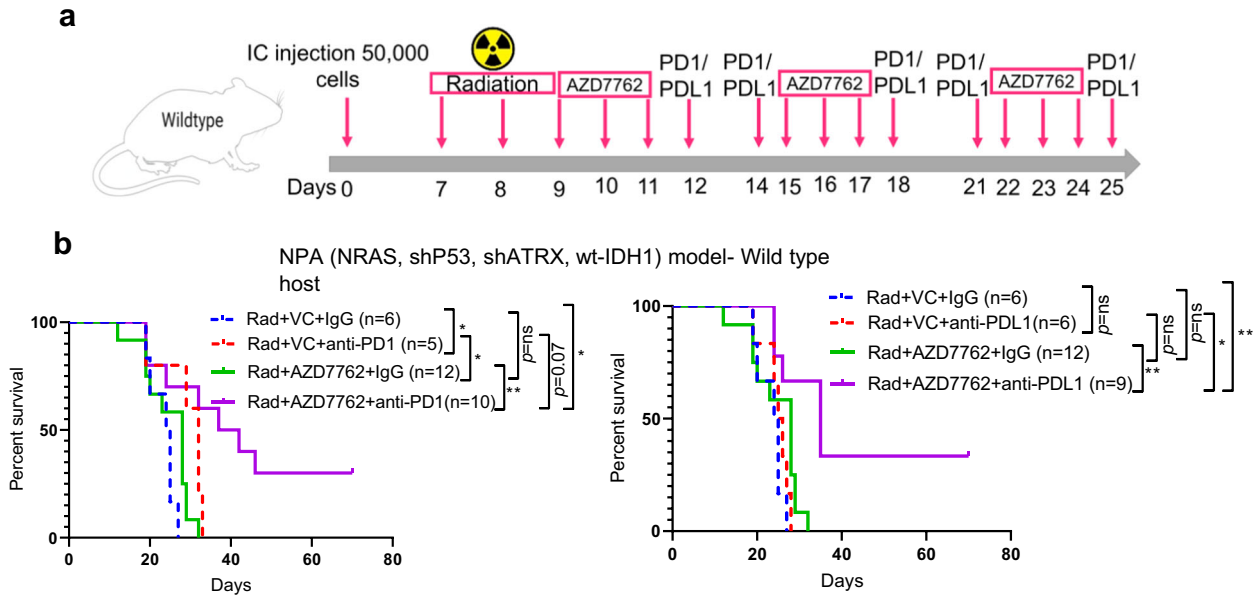 a
IC injection 50,000
cells
Wildtype
Radiation
AZD7762
PD1/
PDL1
PD1/
PDL1
AZD7762
PD1/
PDL1
PD1/
PDL1
AZD7762
PD1/
PDL1
Days 0 7 8 9 10 11 12 14 15 16 17 18 21 22 23 24 25
b
NPA (NRAS, shP53, shATRX, wt-IDH1) model- Wild type
host
Percent survival
100
50
0
0 20 40 60 80
Days
Rad+VC+IgG (n=6)
Rad+VC+anti-PD1 (n=5)
Rad+AZD7762+IgG (n=12)
Rad+AZD7762+anti-PD1(n=10)
*
*
**
p=ns
p=0.07
*
Percent survival
100
50
0
0 20 40 60 80
Days
Rad+VC+IgG (n=6)
Rad+VC+anti-PDL1(n=6)
Rad+AZD7762+IgG (n=12)
Rad+AZD7762+anti-PDL1 (n=9)
p=ns
**
p=ns
p=ns
*
**